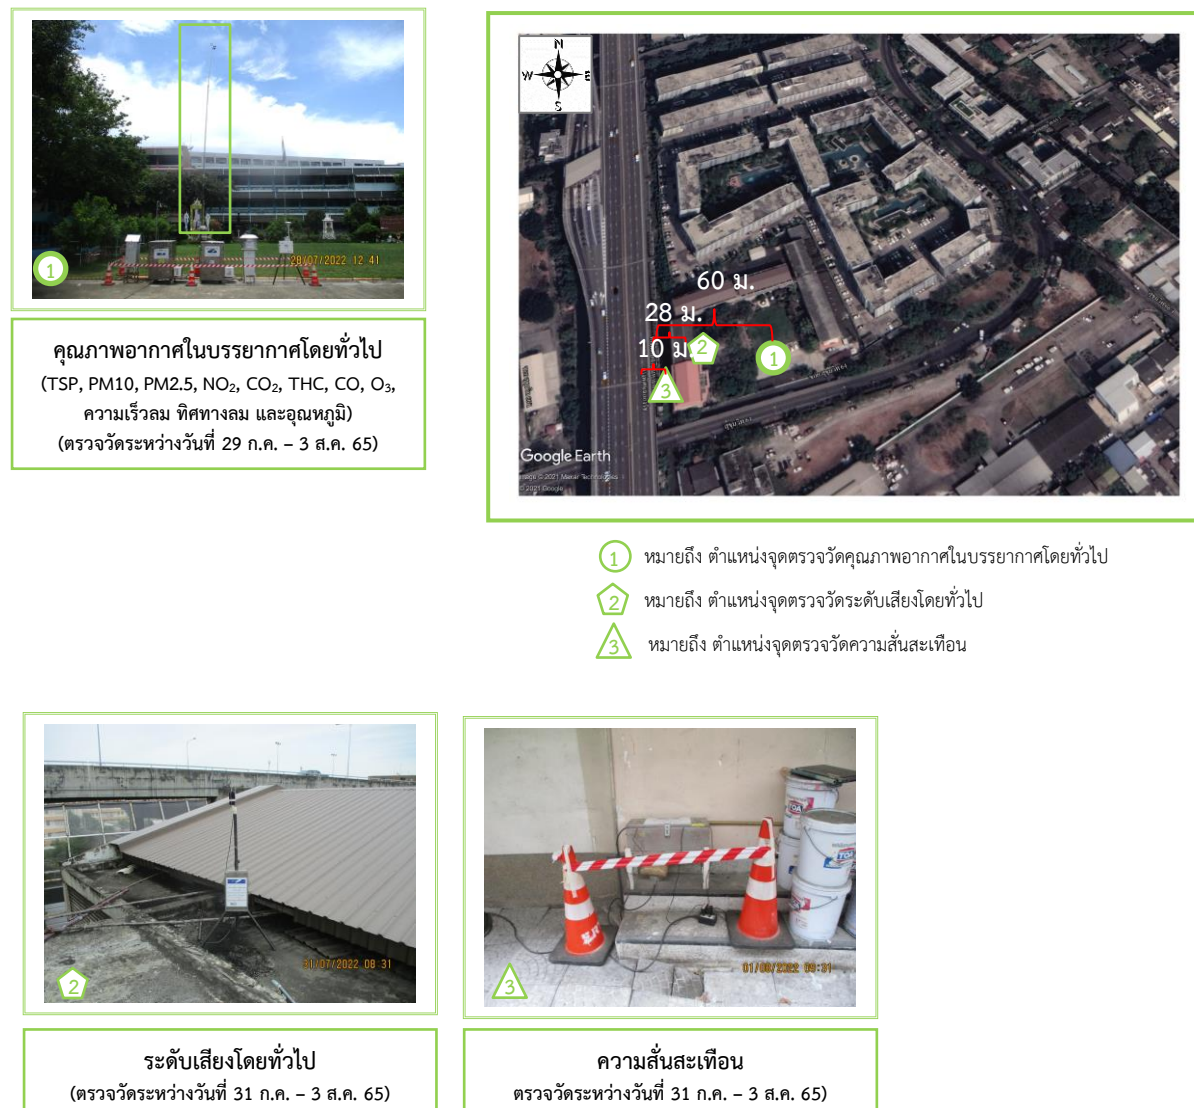 28/07/2022 12 41
1
คุณภาพอากาศในบรรยากาศโดยทั่วไป
(TSP, PM10, PM2.5, NO₂, CO₂, THC, CO, O₃,
ความเร็วลม ทิศทางลม และอุณหภูมิ)
(ตรวจวัดระหว่างวันที่ 29 ก.ค. – 3 ส.ค. 65)
N
W E
S
60 ม.
28 ม.
10 ม.
2
1
3
Google Earth
© 2021 Google
1 หมายถึง ตำแหน่งจุดตรวจวัดคุณภาพอากาศในบรรยากาศโดยทั่วไป
2 หมายถึง ตำแหน่งจุดตรวจวัดระดับเสียงโดยทั่วไป
3 หมายถึง ตำแหน่งจุดตรวจวัดความสั่นสะเทือน
31/07/2022 08 31
2
ระดับเสียงโดยทั่วไป
(ตรวจวัดระหว่างวันที่ 31 ก.ค. – 3 ส.ค. 65)
TOA
01/08/2022 09:31
3
ความสั่นสะเทือน
ตรวจวัดระหว่างวันที่ 31 ก.ค. – 3 ส.ค. 65)